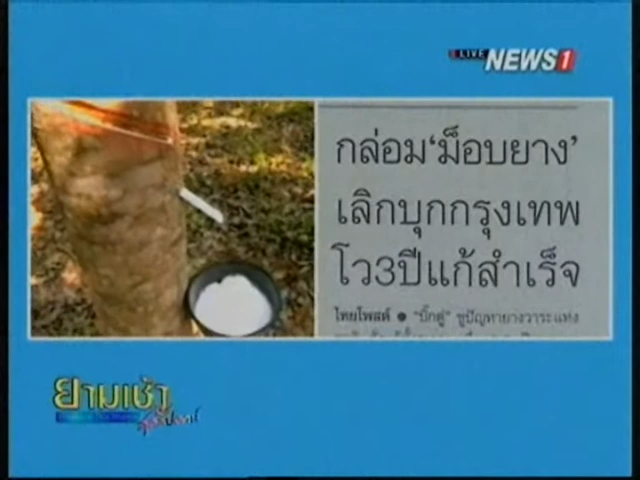 LIVE NEWS1
กล่อม‘ม็อบยาง’
เลิกบุกกรุงเทพ
โว3ปีแก้สำเร็จ
ไทยโพสต์ ● “บิ๊กตู่” ชูปัญหายางวาระแห่ง
ยามเช้า